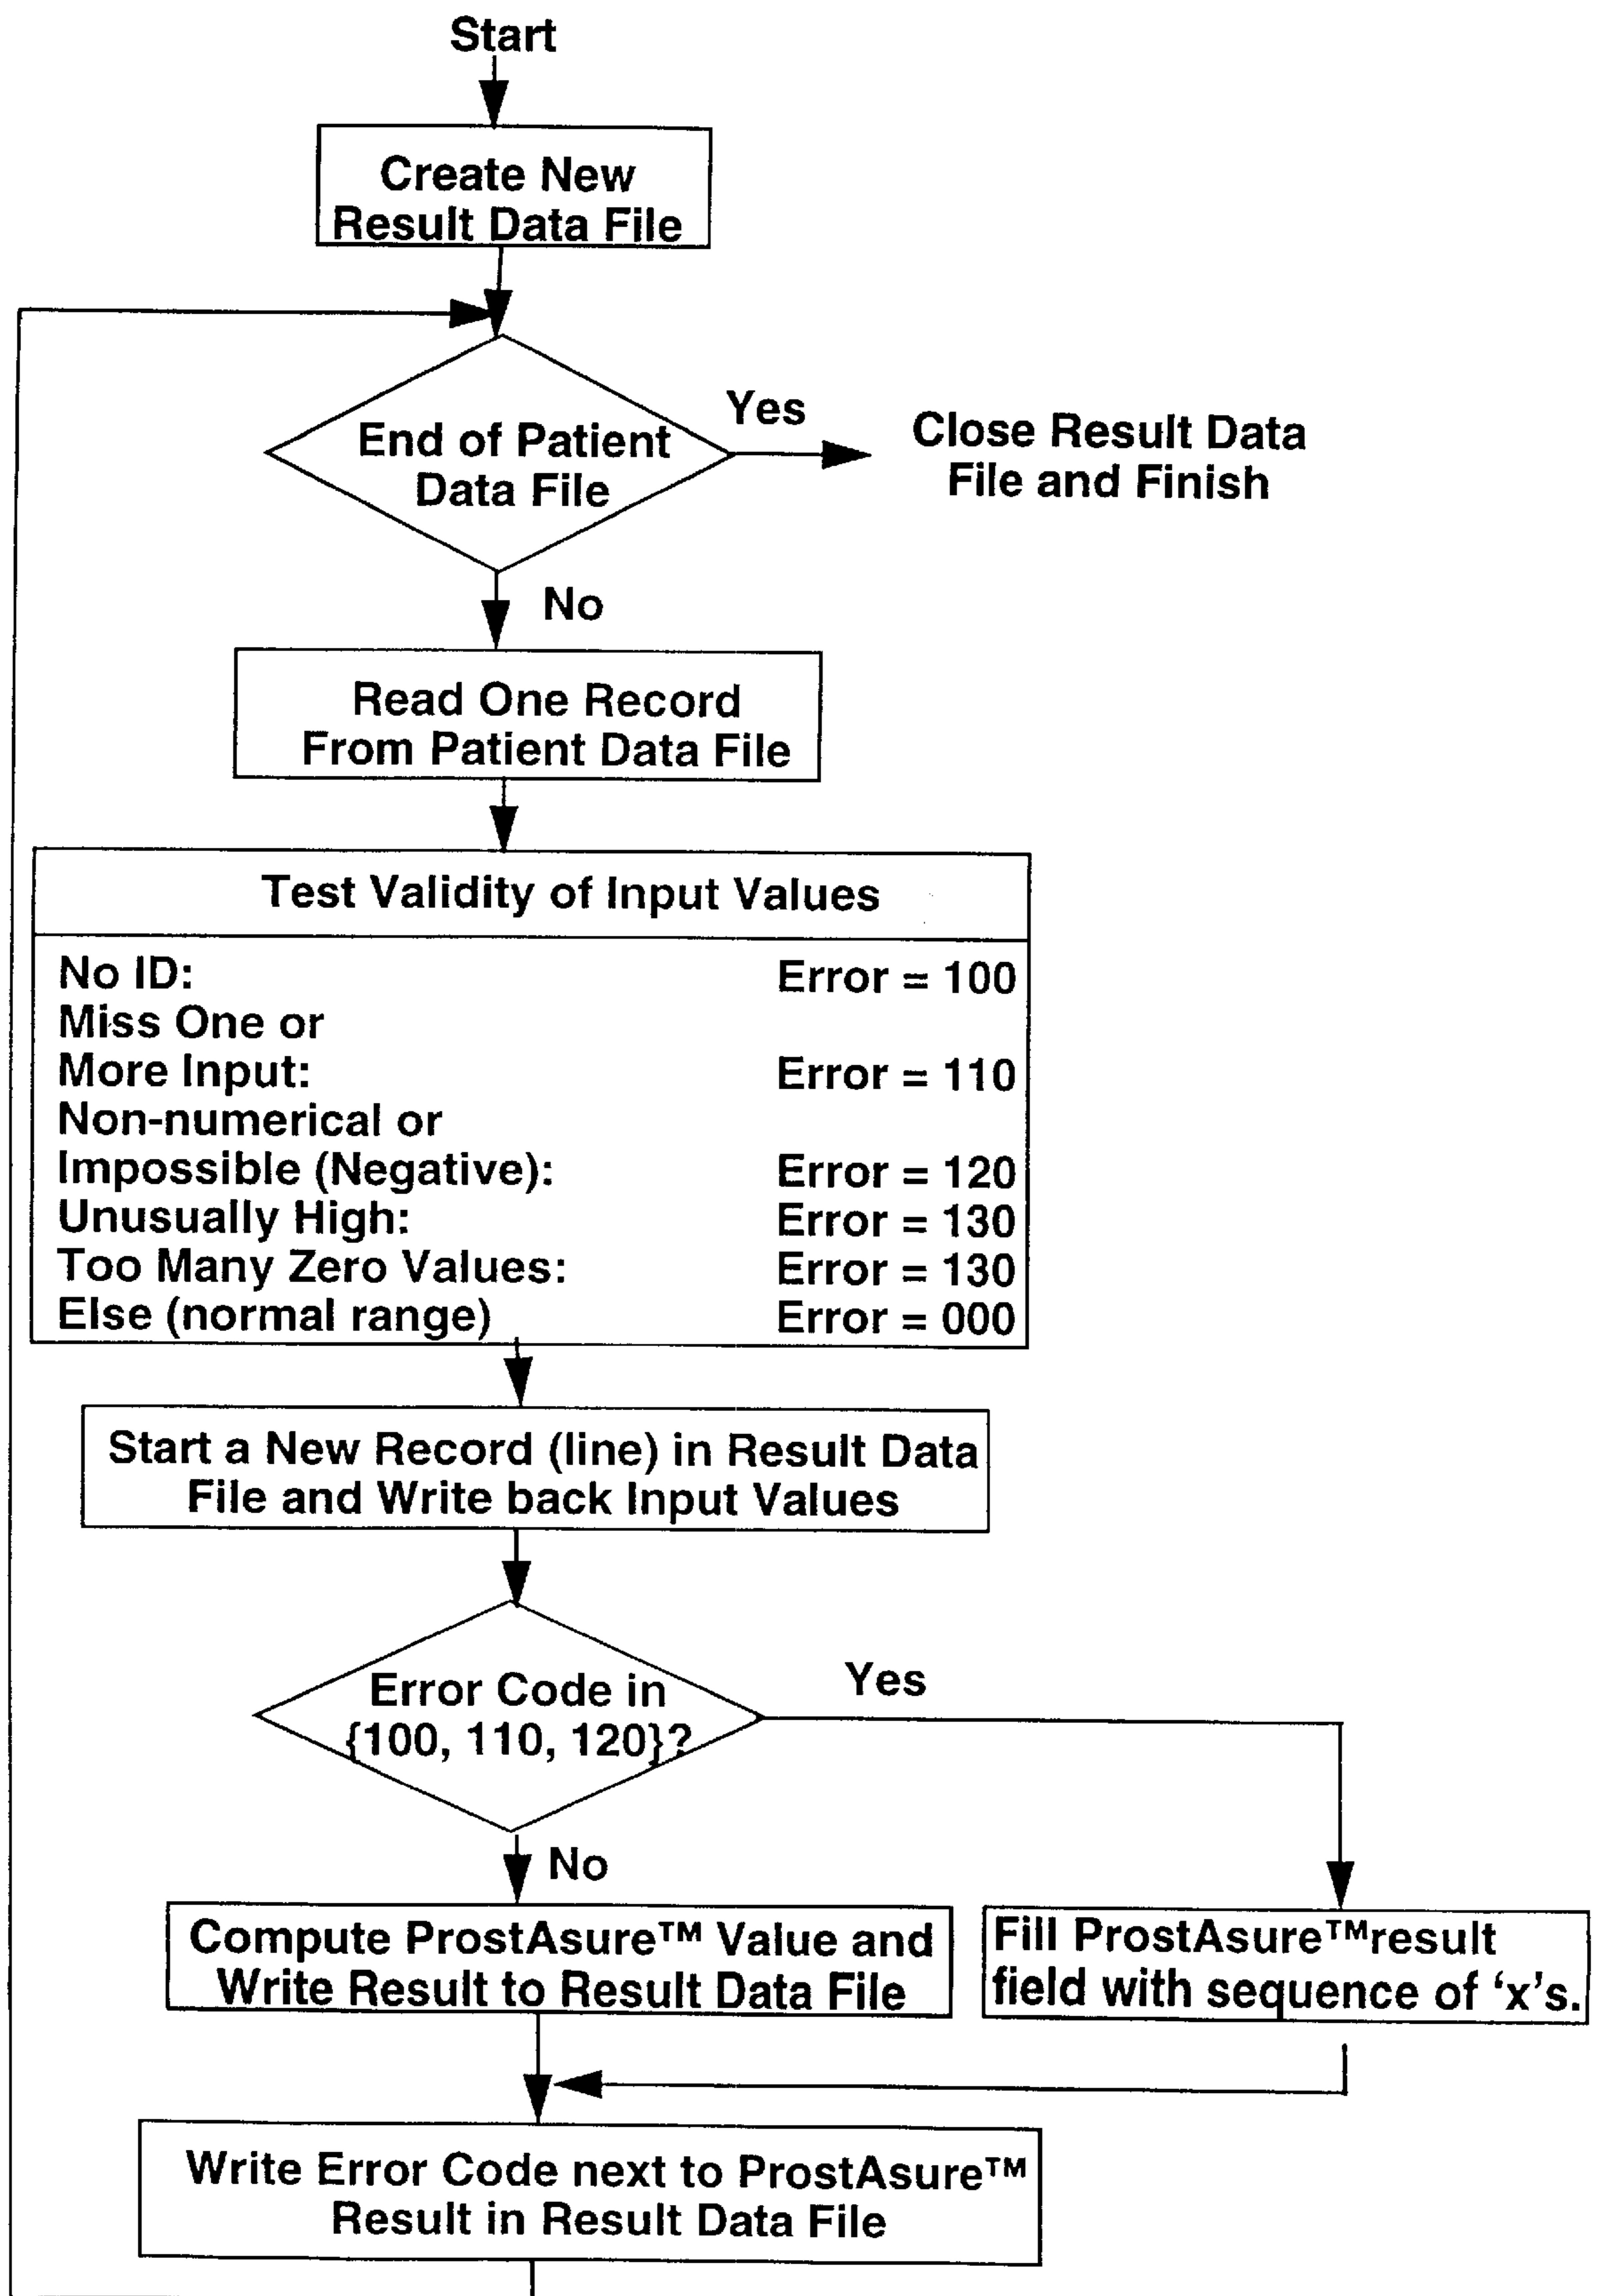 Start
Create New
Result Data File
End of Patient
Data File
Yes
Close Result Data
File and Finish
No
Read One Record
From Patient Data File
Test Validity of Input Values
No ID: Error = 100
Miss One or
More Input: Error = 110
Non-numerical or
Impossible (Negative): Error = 120
Unusually High: Error = 130
Too Many Zero Values: Error = 130
Else (normal range) Error = 000
Start a New Record (line) in Result Data
File and Write back Input Values
Error Code in
{100, 110, 120}?
Yes
No
Compute ProstAsure™ Value and
Write Result to Result Data File
Fill ProstAsure™result
field with sequence of ‘x’s.
Write Error Code next to ProstAsure™
Result in Result Data File